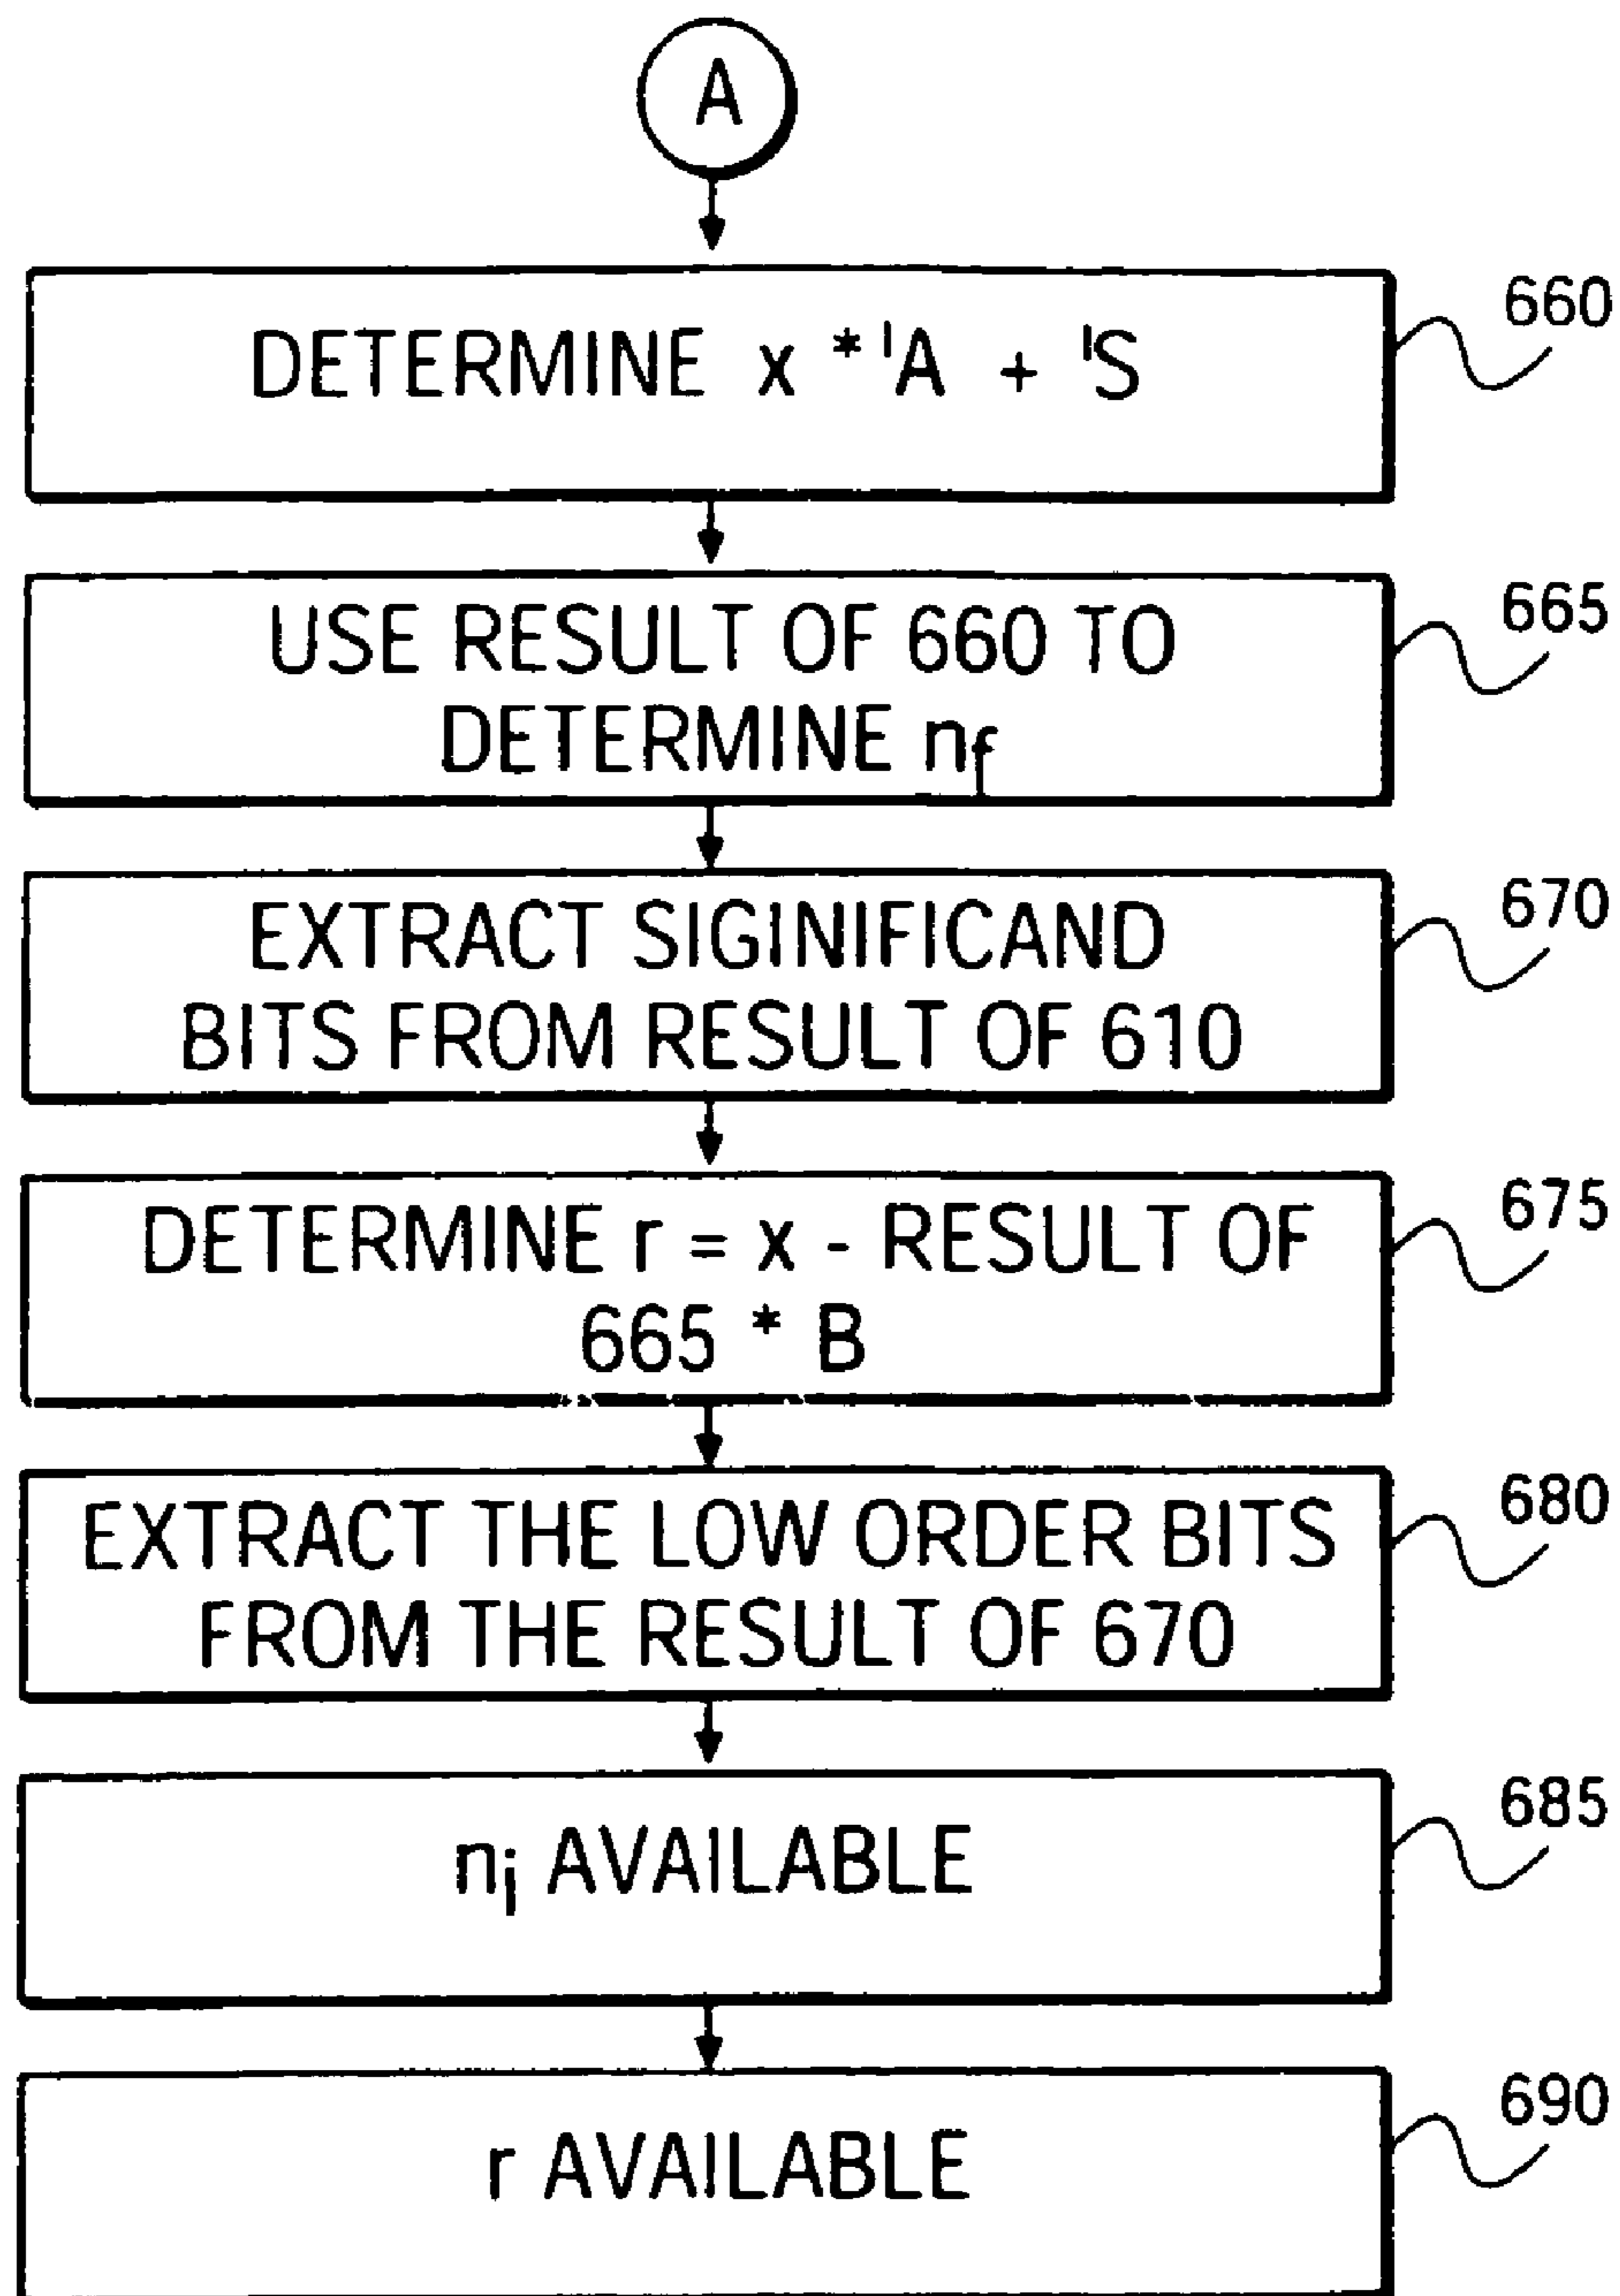 A
660
DETERMINE x * 'A + 'S
665
USE RESULT OF 660 TO
DETERMINE nf
670
EXTRACT SIGINIFICAND
BITS FROM RESULT OF 610
675
DETERMINE r = x - RESULT OF
665 * B
680
EXTRACT THE LOW ORDER BITS
FROM THE RESULT OF 670
685
ni AVAILABLE
690
r AVAILABLE